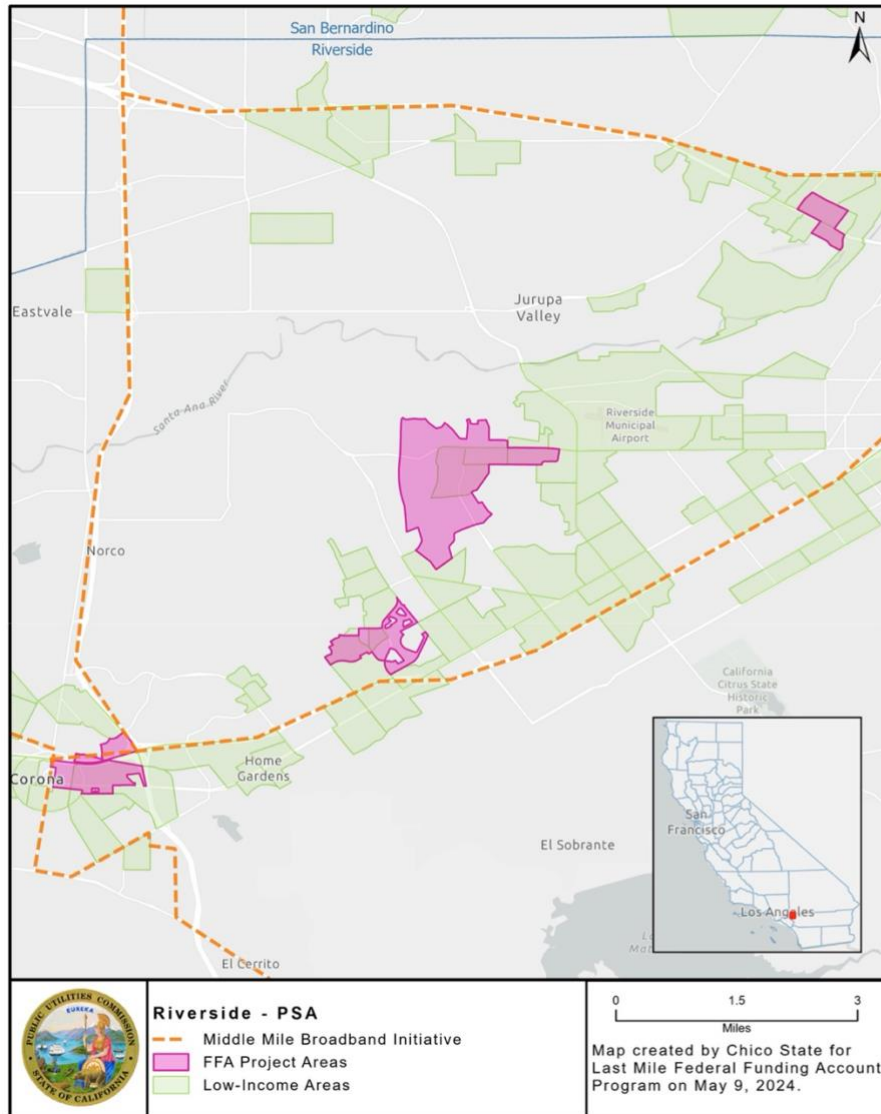 N
San Bernardino
Riverside
Eastvale
Jurupa
Valley
Santa Ana River
Riverside
Municipal
Airport
Norco
California
Citrus State
Historic
Park
Home
Gardens
Corona
El Sobrante
San
Francisco
Los Angeles
El Cerrito
PUBLIC UTILITIES COMMISSION
EUREKA
STATE OF CALIFORNIA
Riverside - PSA
Middle Mile Broadband Initiative
FFA Project Areas
Low-Income Areas
0 1.5 3
Miles
Map created by Chico State for
Last Mile Federal Funding Account
Program on May 9, 2024.